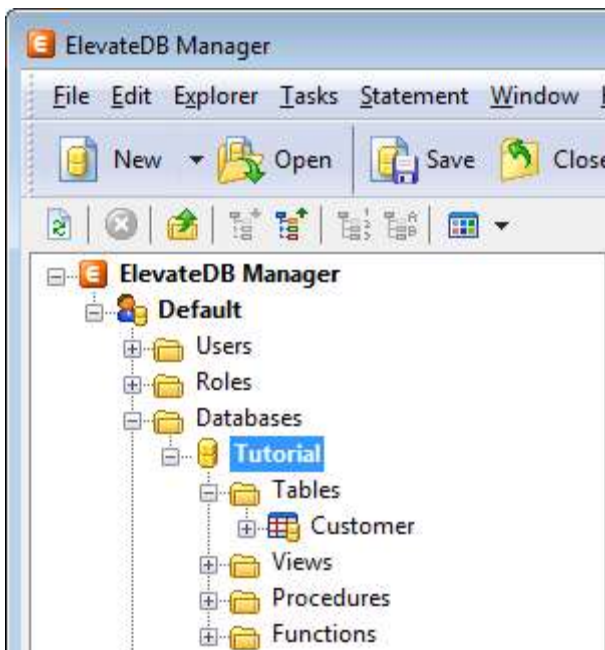 ElevateDB Manager
File Edit Explorer Tasks Statement Window
New Open Save Close
ElevateDB Manager
Default
Users
Roles
Databases
Tutorial
Tables
Customer
Views
Procedures
Functions